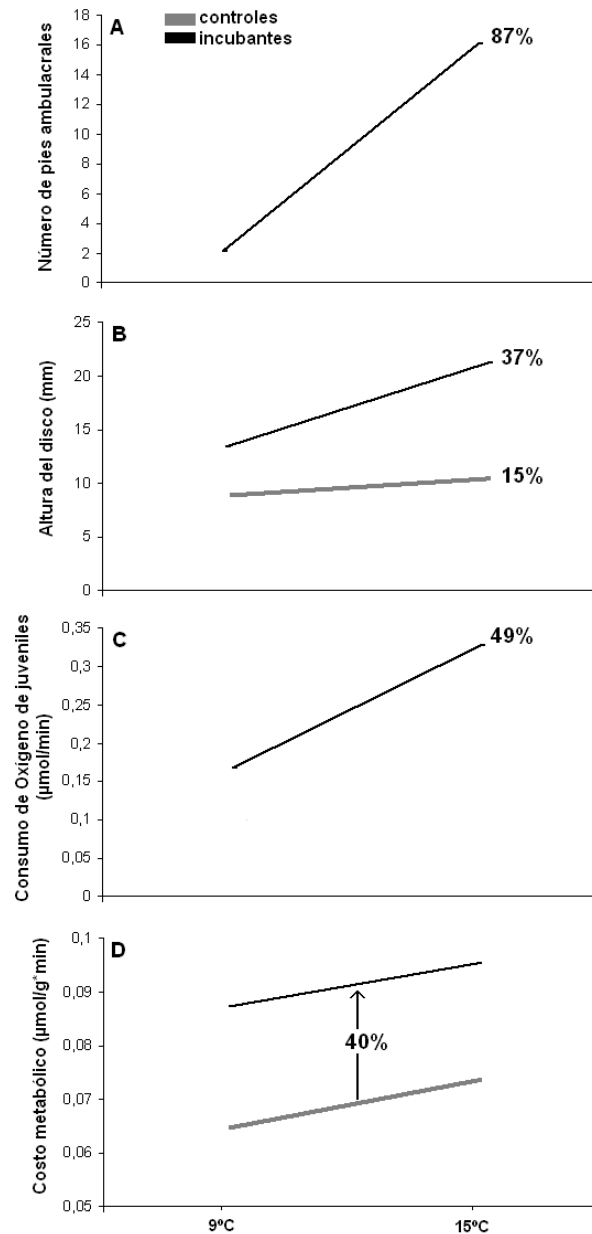 A
controles
incubantes
Número de pies ambulacrales
18
16
14
12
10
8
6
4
2
0
87%
B
Altura del disco (mm)
25
20
15
10
5
0
37%
15%
C
Consumo de Oxígeno de juveniles
(µmol/min)
0,35
0,3
0,25
0,2
0,15
0,1
0,05
0
49%
D
Costo metabólico (µmol/g*min)
0,1
0,09
0,08
0,07
0,06
0,05
40%
9ºC
15ºC